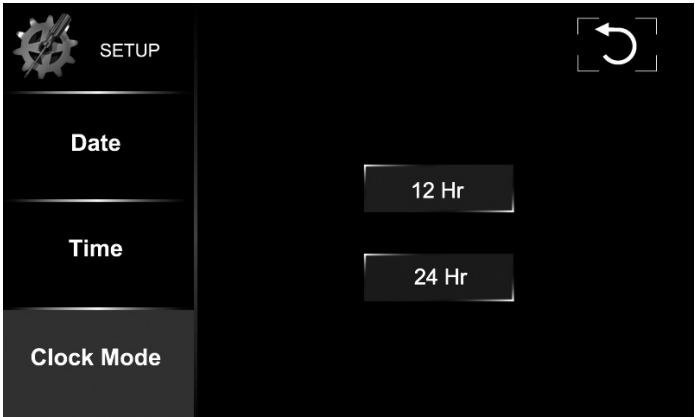 SETUP
Date
Time
Clock Mode
12 Hr
24 Hr